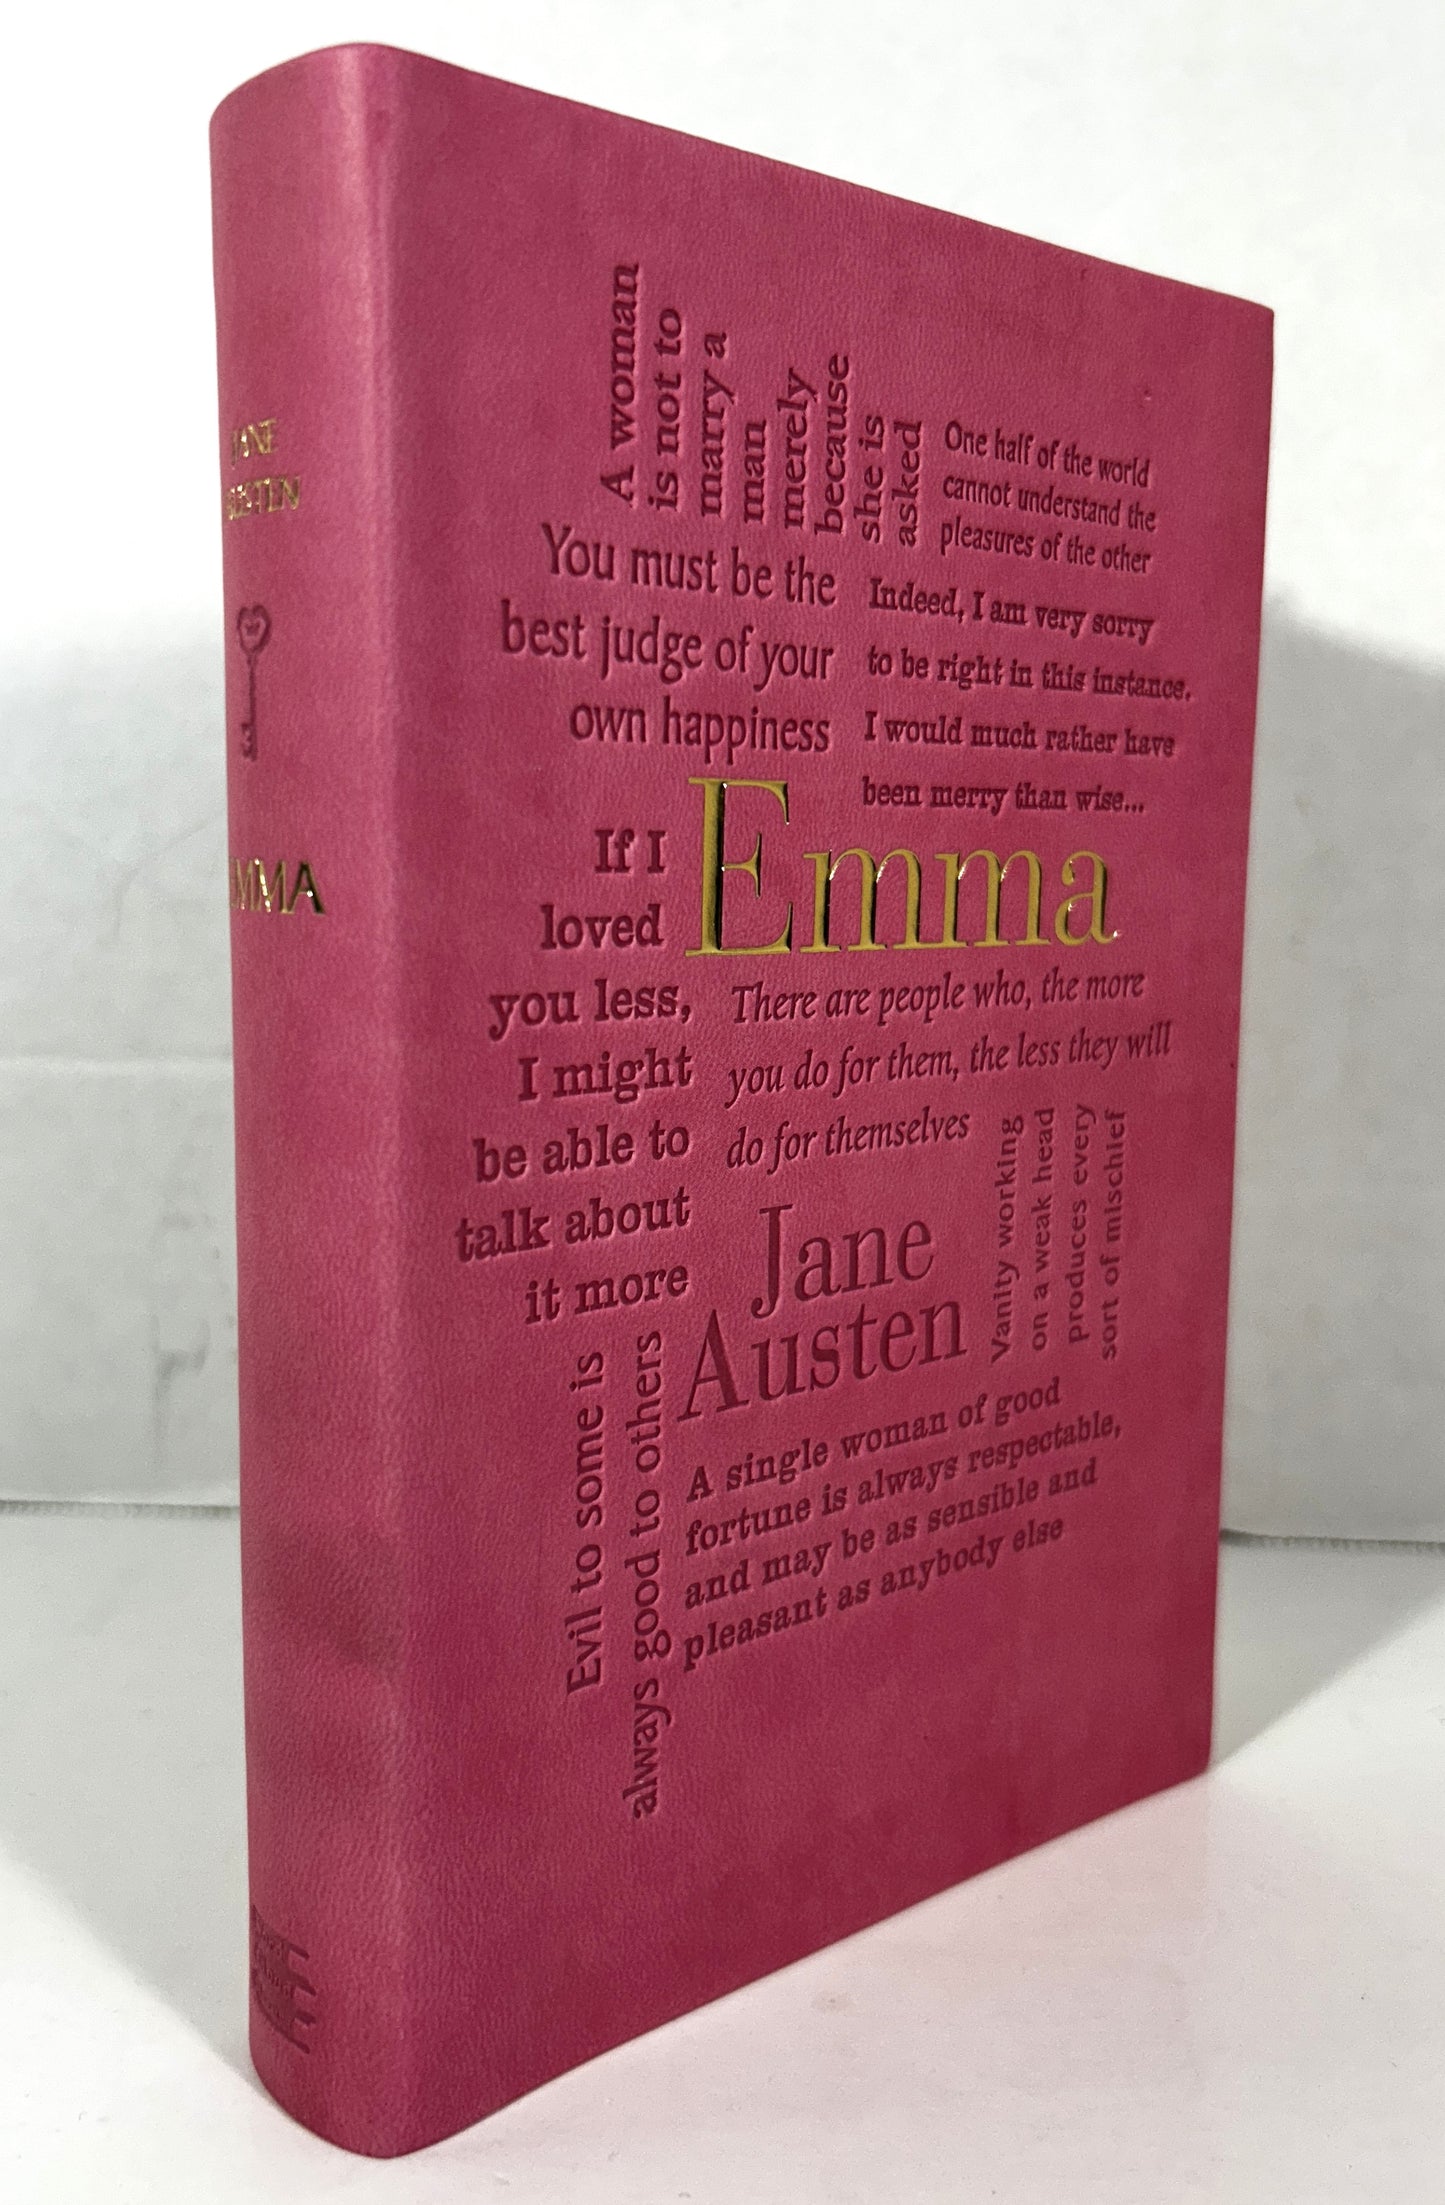 JANE
AUSTEN
EMMA
A woman
is not to
marry a
man
merely
because
she is
asked
One half of the world
cannot understand the
pleasures of the other
You must be the
best judge of your
own happiness
Indeed, I am very sorry
to be right in this instance.
I would much rather have
been merry than wise...
Emma
If I
loved
you less,
I might
be able to
talk about
it more
There are people who, the more
you do for them, the less they will
do for themselves
Jane
Austen
Vanity working
on a weak head
produces every
sort of mischief
Evil to some is
always good to others
A single woman of good
fortune is always respectable,
and may be as sensible and
pleasant as anybody else